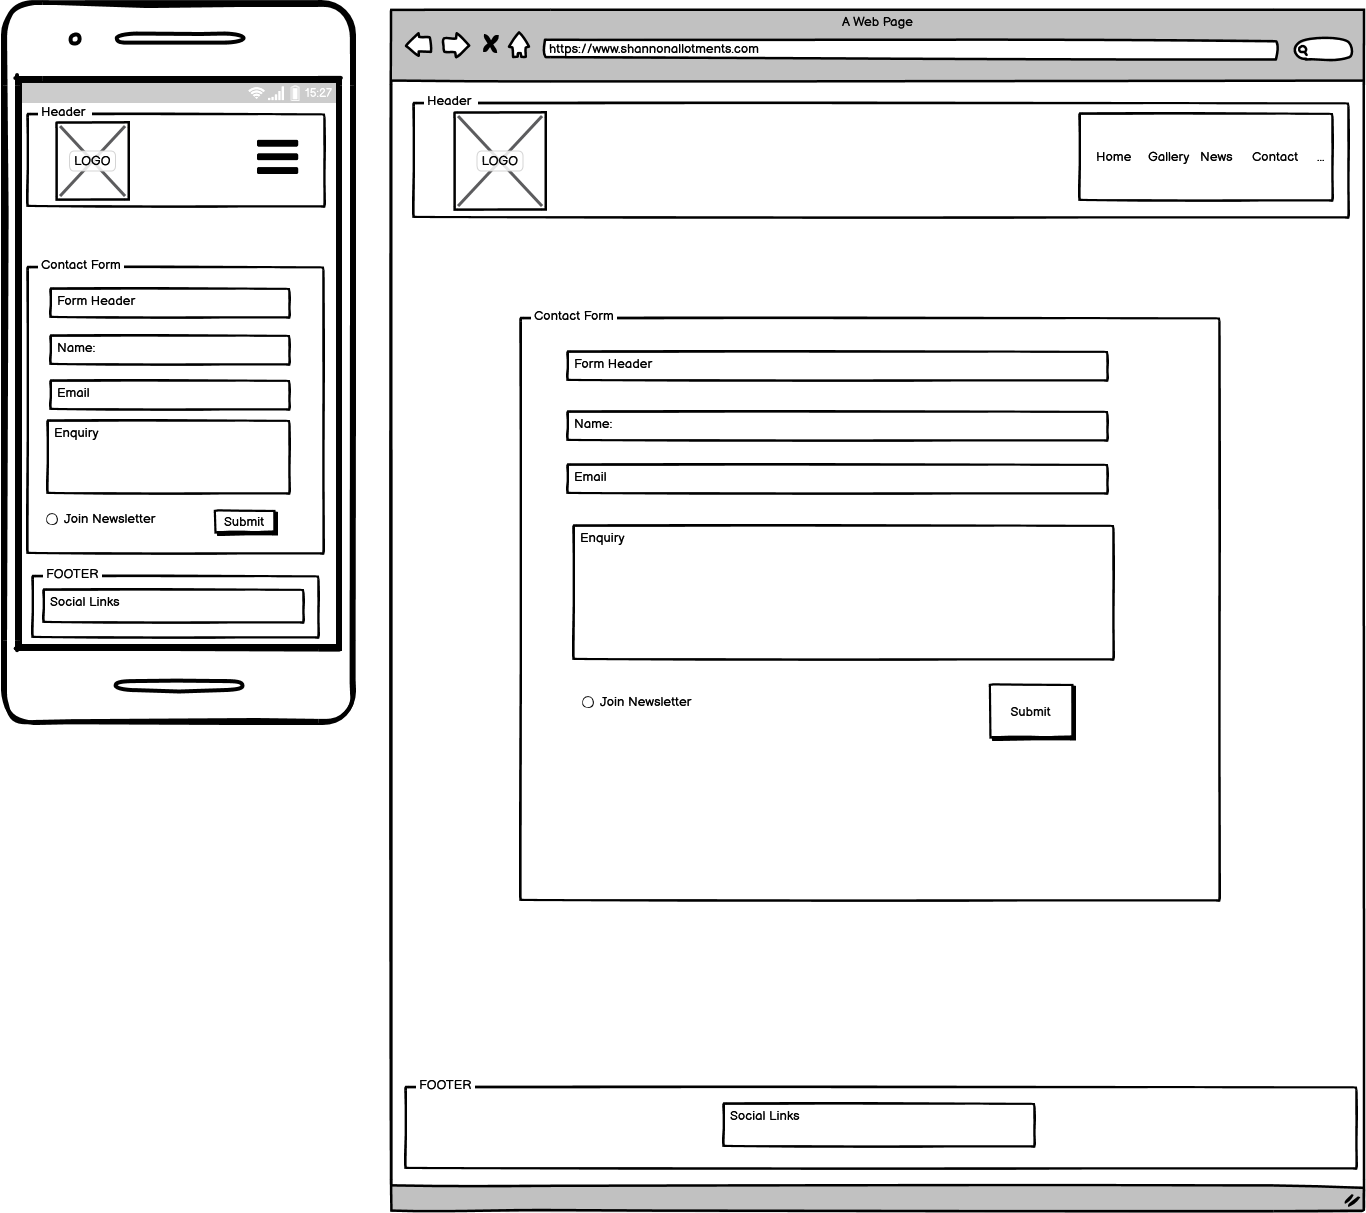 15:27
Header
LOGO
Contact Form
Form Header
Name:
Email
Enquiry
Join Newsletter
Submit
FOOTER
Social Links
A Web Page
https://www.shannonallotments.com
Header
LOGO
Home Gallery News Contact ...
Contact Form
Form Header
Name:
Email
Enquiry
Join Newsletter
Submit
FOOTER
Social Links